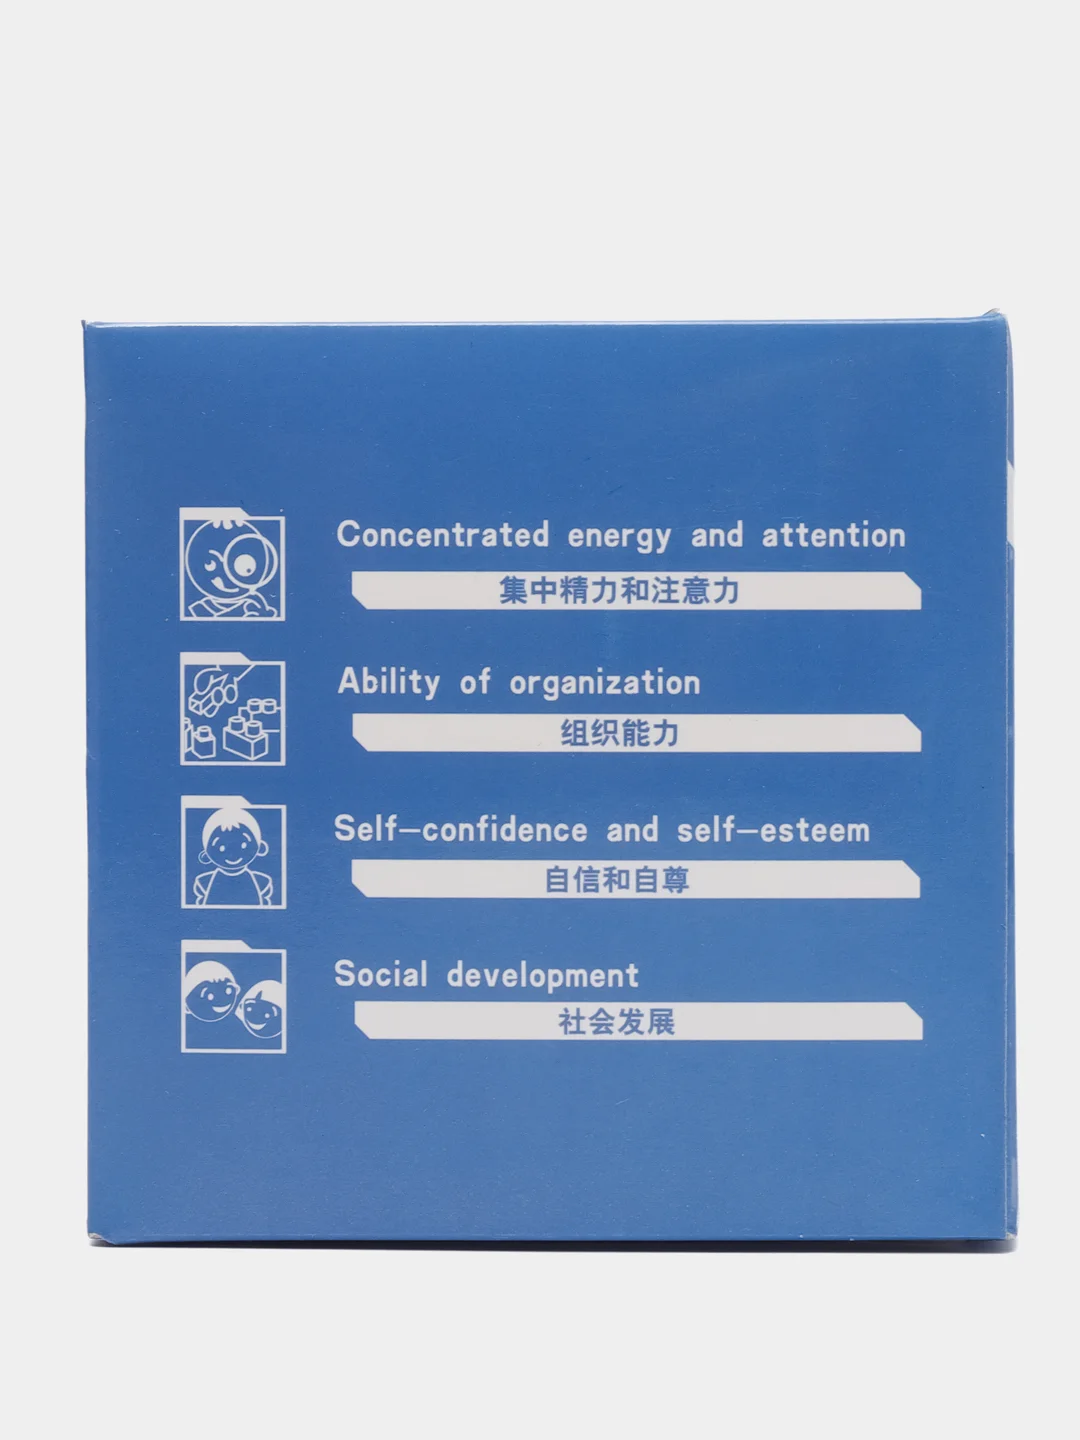 Concentrated energy and attention
集中精力和注意力
Ability of organization
组织能力
Self-confidence and self-esteem
自信和自尊
Social development
社会发展